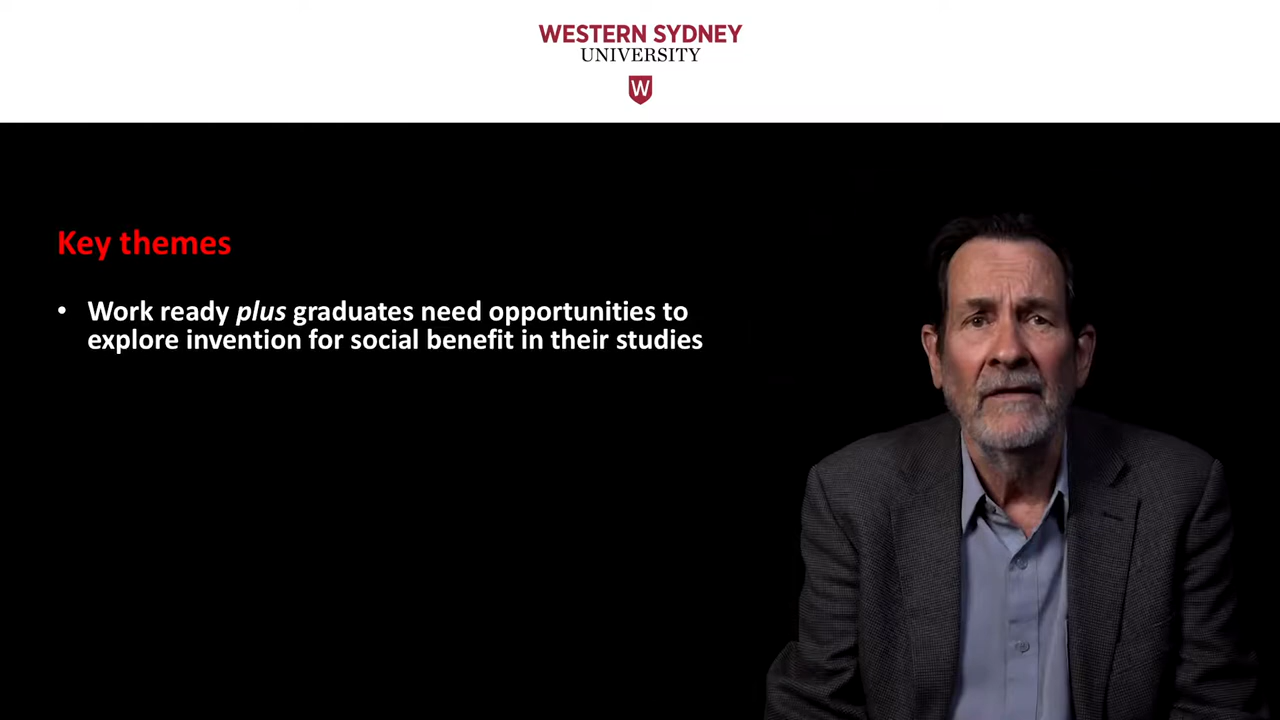 WESTERN SYDNEY
UNIVERSITY
W
Key themes
• Work ready plus graduates need opportunities to
explore invention for social benefit in their studies